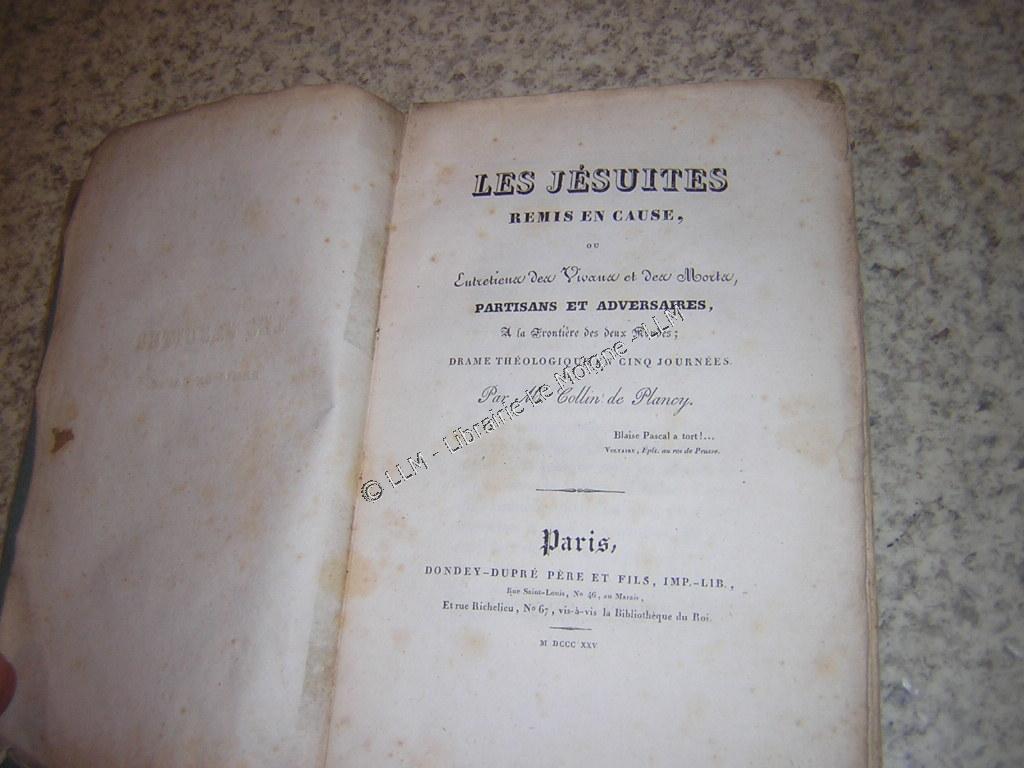 LES JÉSUITES
REMIS EN CAUSE,
OU
Entretiens des Vivans et des Morts,
PARTISANS ET ADVERSAIRES,
A la Frontière des deux Mondes;
DRAME THÉOLOGIQUE EN CINQ JOURNÉES.
Par M. Collin de Plancy.
Blaise Pascal a tort!...
VOLTAIRE, Epît. au roi de Prusse.
Paris,
DONDEY-DUPRÉ PÈRE ET FILS, IMP.-LIB.,
Rue Saint-Louis, No 46, au Marais,
Et rue Richelieu, No 67, vis-à-vis la Bibliothèque du Roi.
M DCCC XXV
© LLM - Librairie Le Moigne - LLM